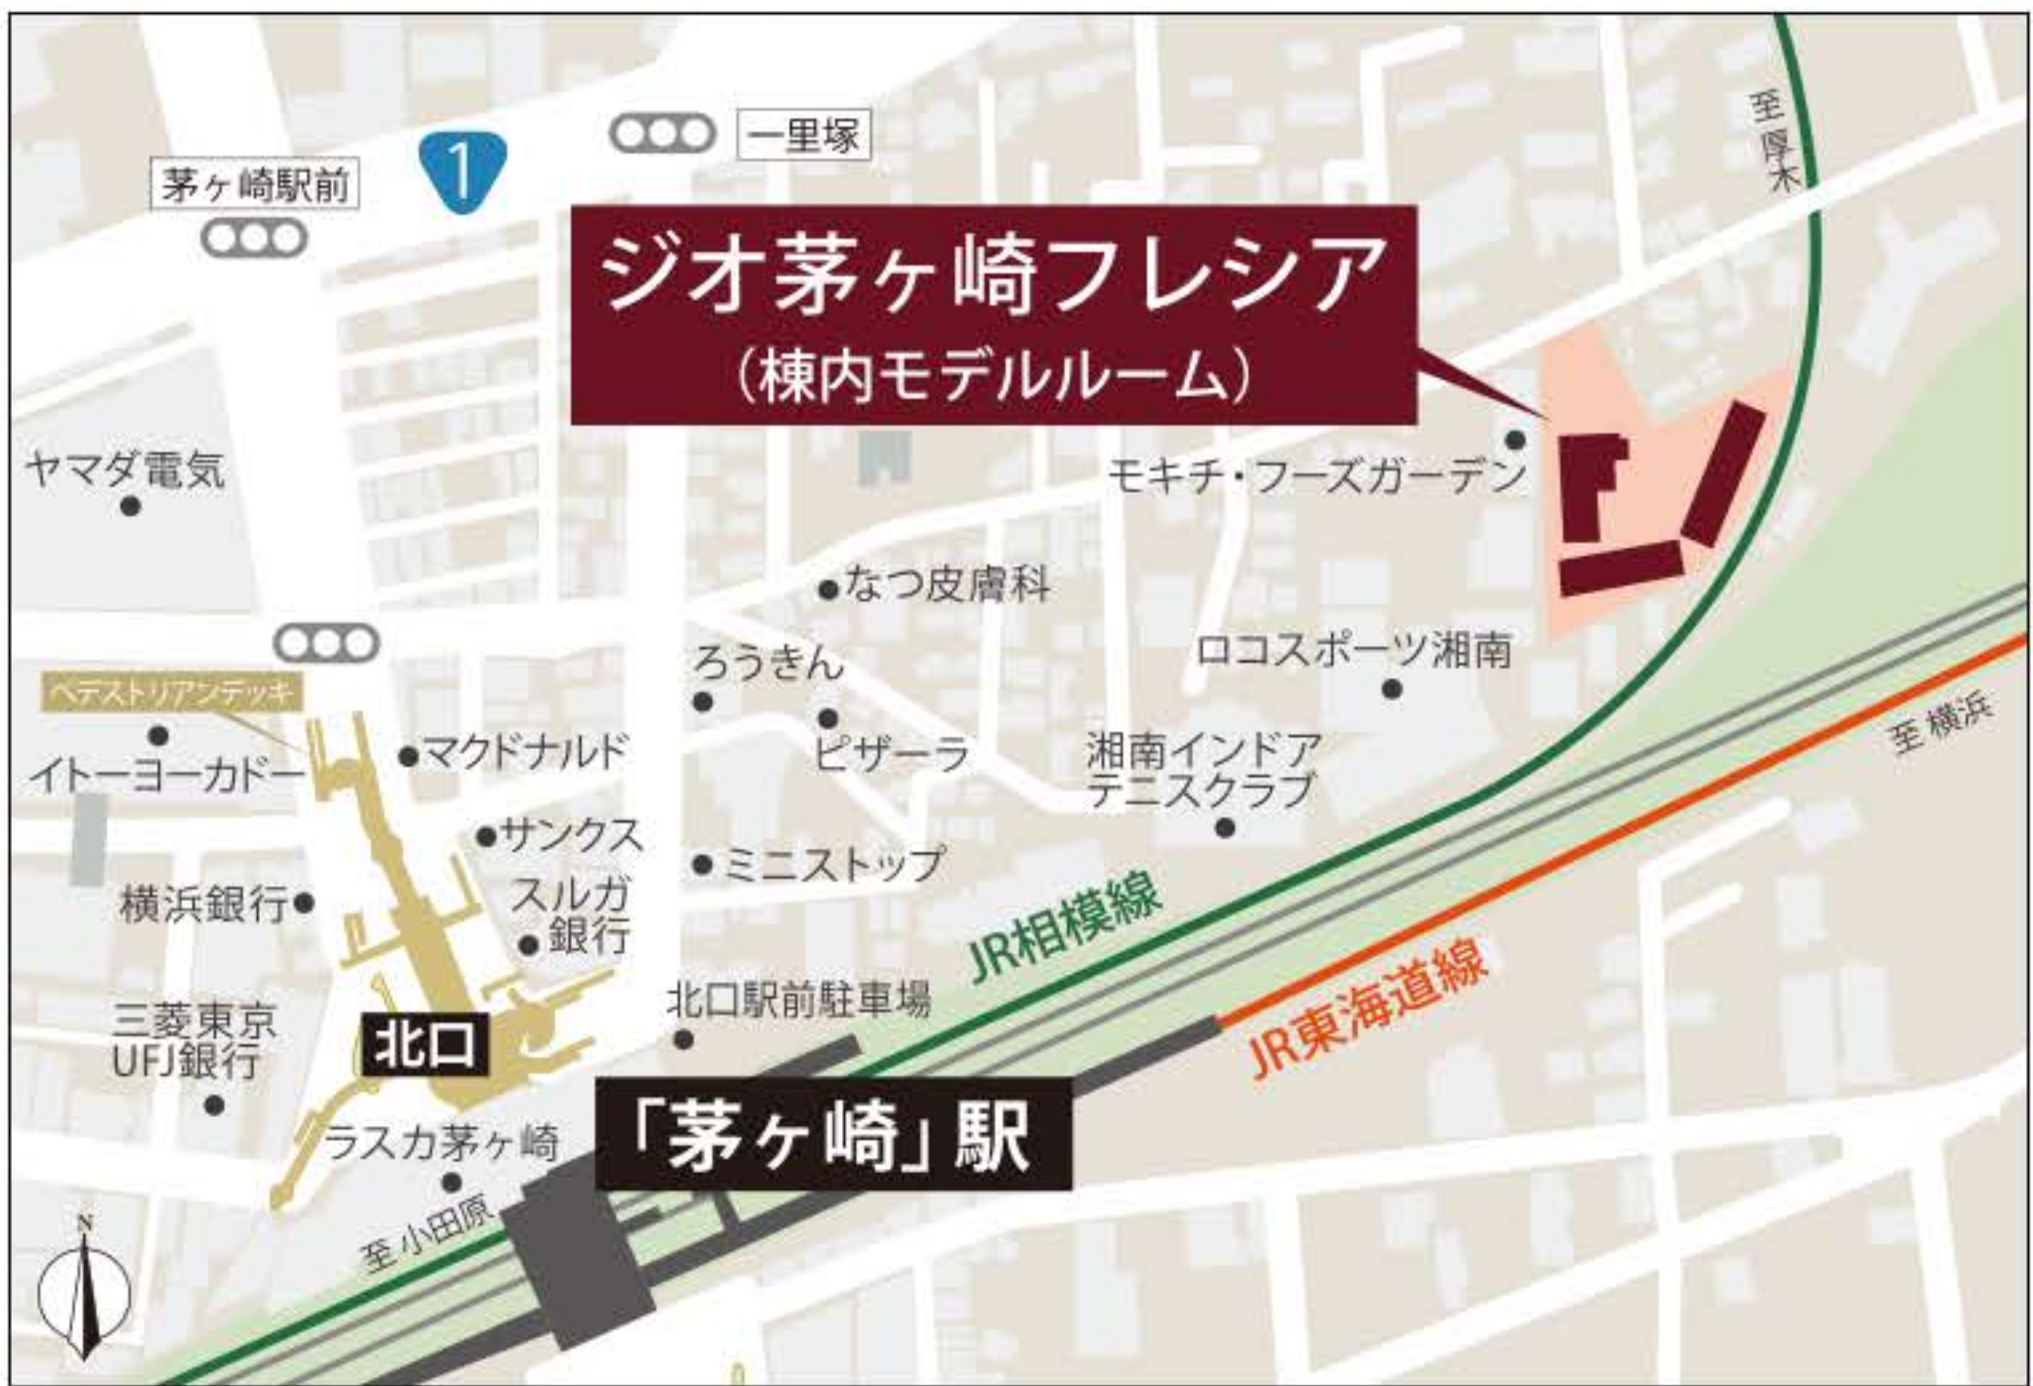 至 厚木
一里塚
1
茅ヶ崎駅前
ジオ茅ヶ崎フレシア
（棟内モデルルーム）
ヤマダ電気
モキチ・フーズガーデン
なつ皮膚科
ろうきん
ロコスポーツ湘南
ペデストリアンデッキ
イトーヨーカドー
マクドナルド
ピザーラ
湘南インドア
テニスクラブ
至 横浜
サンクス
ミニストップ
横浜銀行
スルガ
銀行
JR相模線
北口駅前駐車場
JR東海道線
三菱東京
UFJ銀行
北口
「茅ヶ崎」駅
ラスカ茅ヶ崎
至 小田原
N